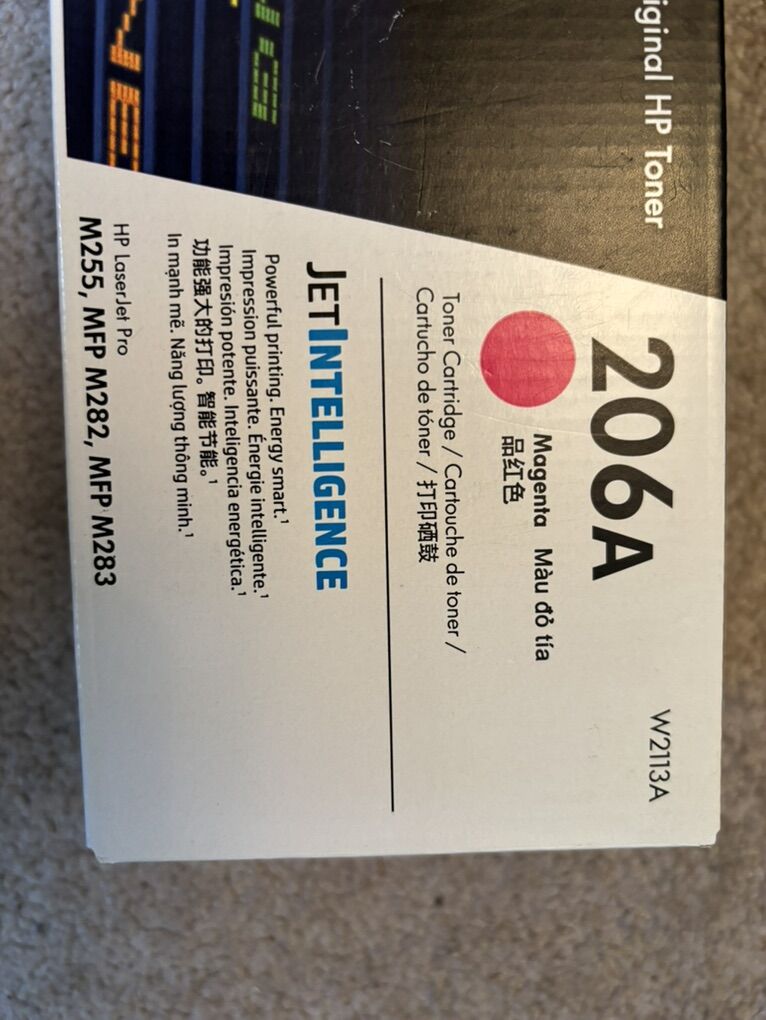 iginal HP Toner
206A
W2113A
Magenta Màu đỏ tía
品红色
Toner Cartridge / Cartouche de toner /
Cartucho de tóner / 打印硒鼓
JETINTELLIGENCE
Powerful printing. Energy smart.¹
Impression puissante. Énergie intelligente.¹
Impresión potente. Inteligencia energética.¹
功能强大的打印。智能节能。¹
In mạnh mẽ. Năng lượng thông minh.¹
HP LaserJet Pro
M255, MFP M282, MFP M283